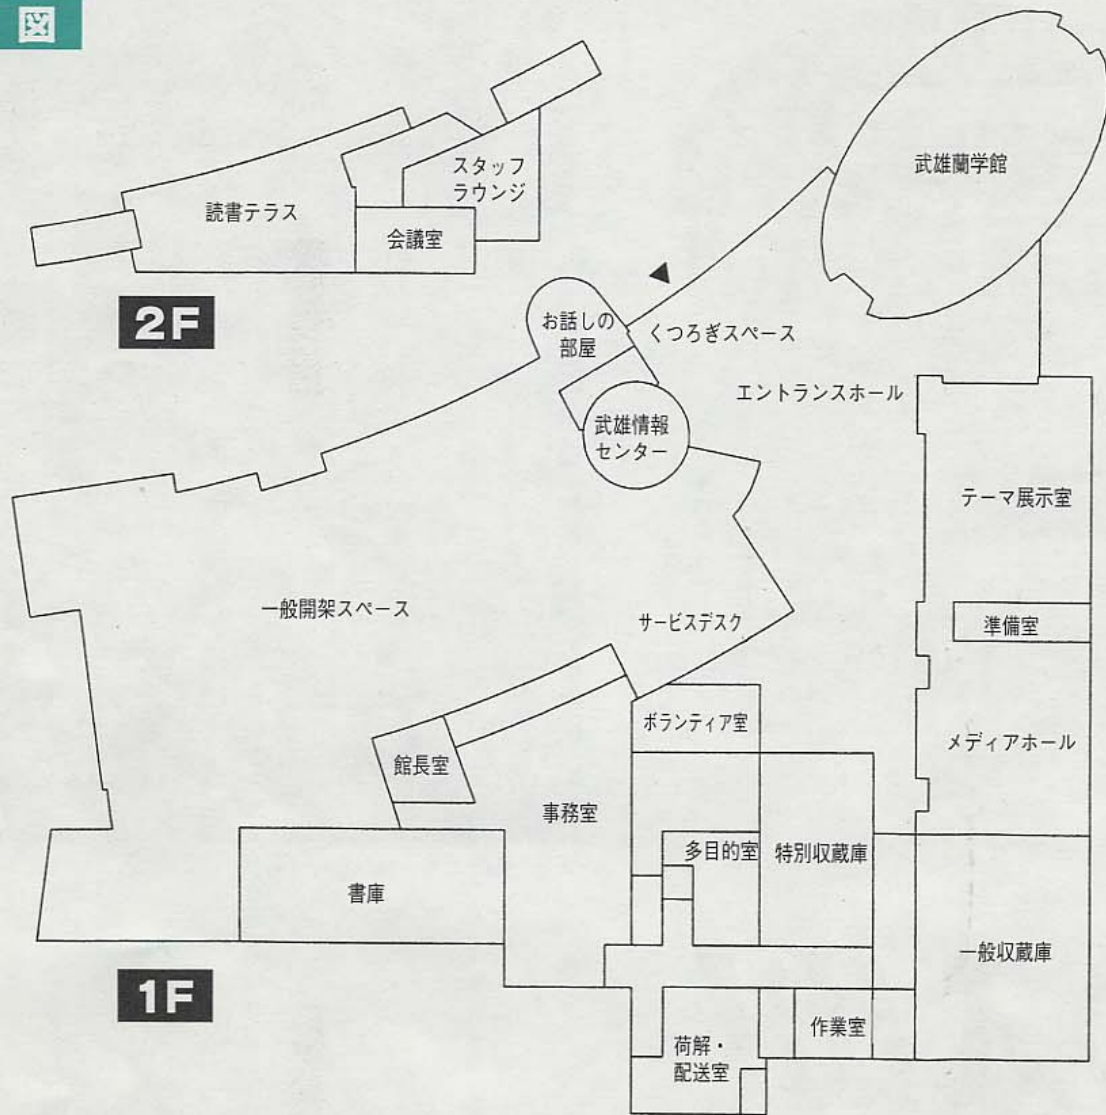 図
スタッフ
ラウンジ
読書テラス
会議室
2F
武雄蘭学館
お話しの
部屋
くつろぎスペース
エントランスホール
武雄情報
センター
テーマ展示室
一般開架スペース
サービスデスク
準備室
ボランティア室
メディアホール
館長室
事務室
多目的室
特別収蔵庫
書庫
一般収蔵庫
1F
作業室
荷解・
配送室